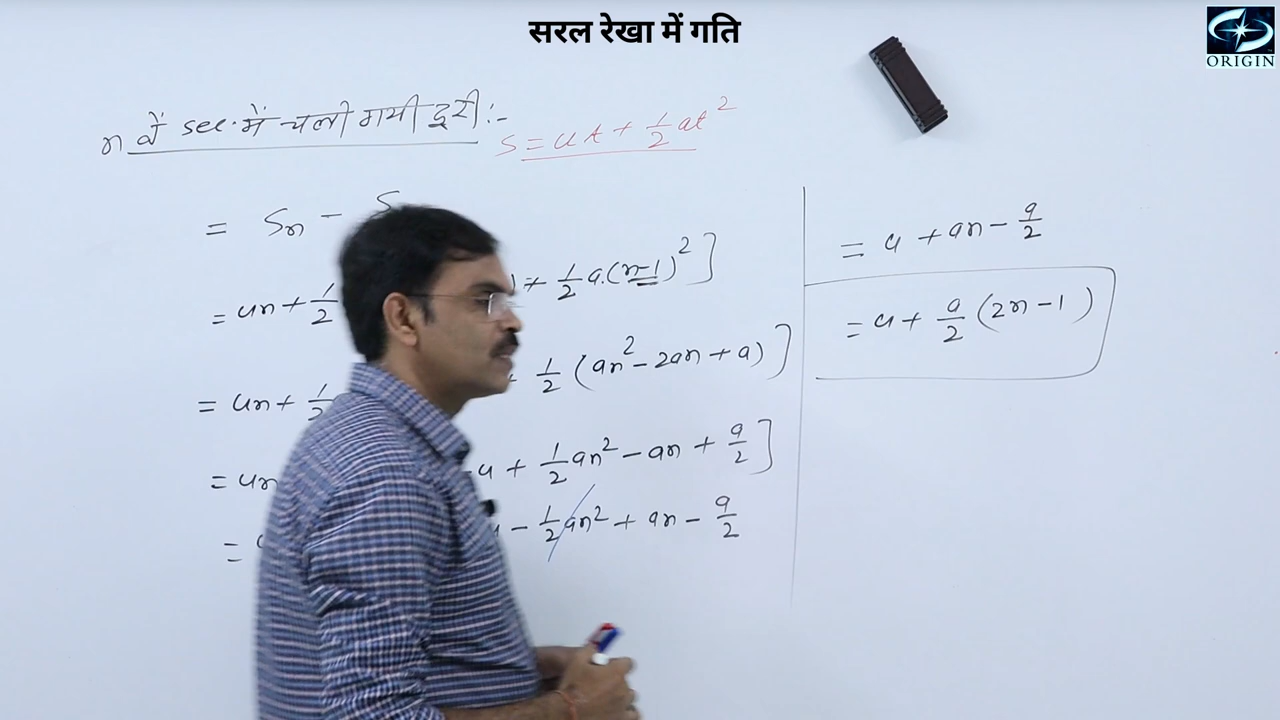 सरल रेखा में गति
ORIGIN
n वें sec. में चली गयी दूरी :-
S = ut + 1/2 at²
= Sn - S
= un + 1/2 ) + 1/2 a.(n-1)² ]
= un + 1/2 1/2 (an² - 2an + a) ]
= un u + 1/2 an² - an + a/2 ]
= - 1/2 an² + an - a/2
= u + an - a/2
= u + a/2 (2n - 1)